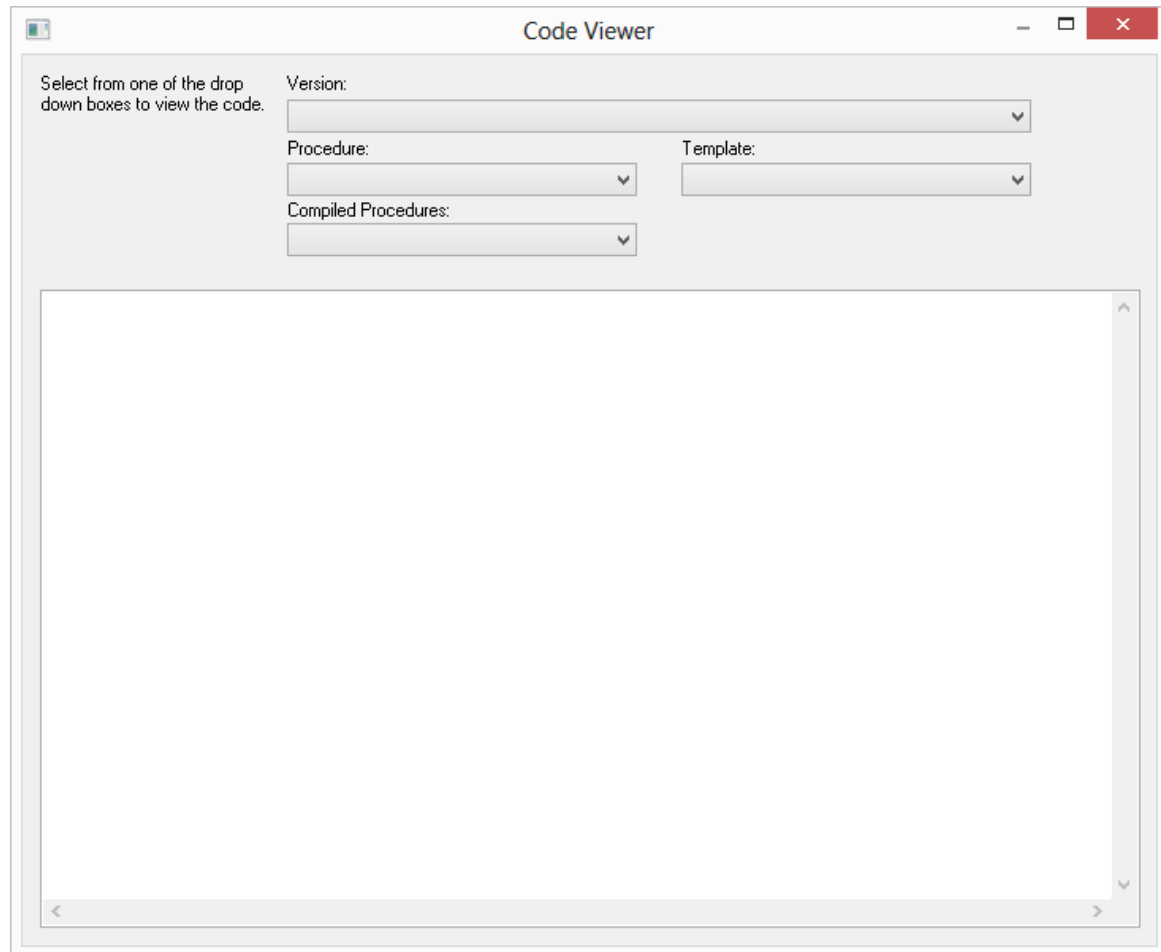 Code Viewer
Select from one of the drop
down boxes to view the code.
Version:
Procedure:
Template:
Compiled Procedures: